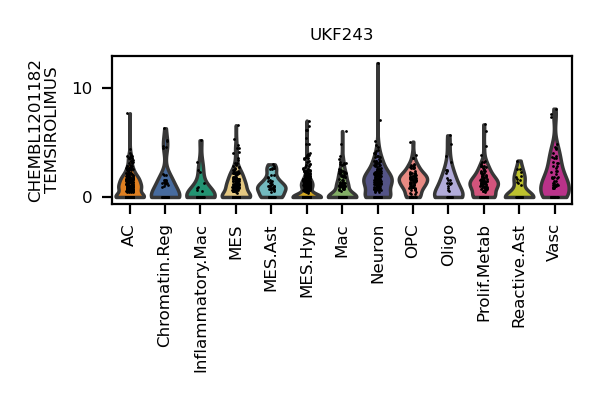 UKF243
CHEMBL1201182
TEMSIROLIMUS
10
0
AC
Chromatin.Reg
Inflammatory.Mac
MES
MES.Ast
MES.Hyp
Mac
Neuron
OPC
Oligo
Prolif.Metab
Reactive.Ast
Vasc